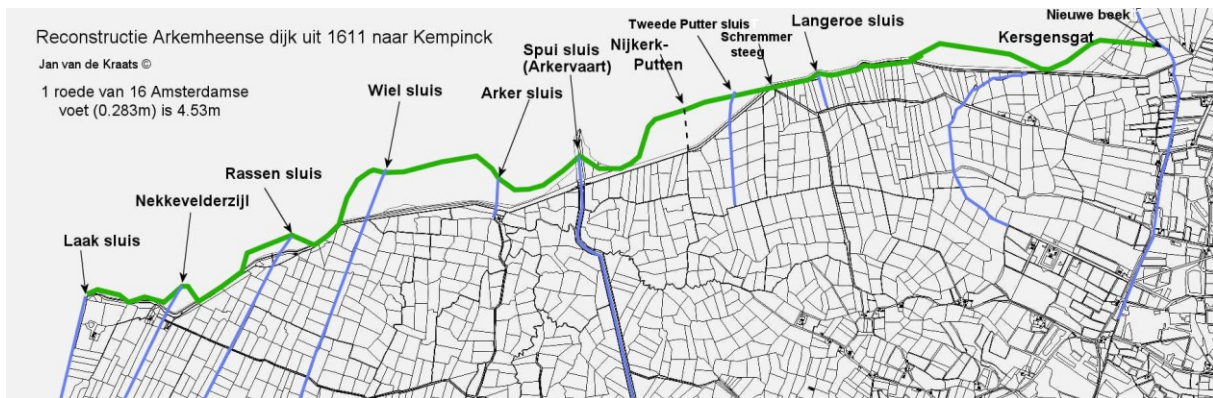 Reconstructie Arkemheense dijk uit 1611 naar Kempinck
Jan van de Kraats ©
1 roede van 16 Amsterdamse
voet (0.283m) is 4.53m
Laak sluis
Nekkevelderzijl
Rassen sluis
Wiel sluis
Arker sluis
Spui sluis
(Arkervaart)
Nijkerk-
Putten
Tweede Putter sluis
Schremmer
steeg
Langeroe sluis
Kersgensgat
Nieuwe beek